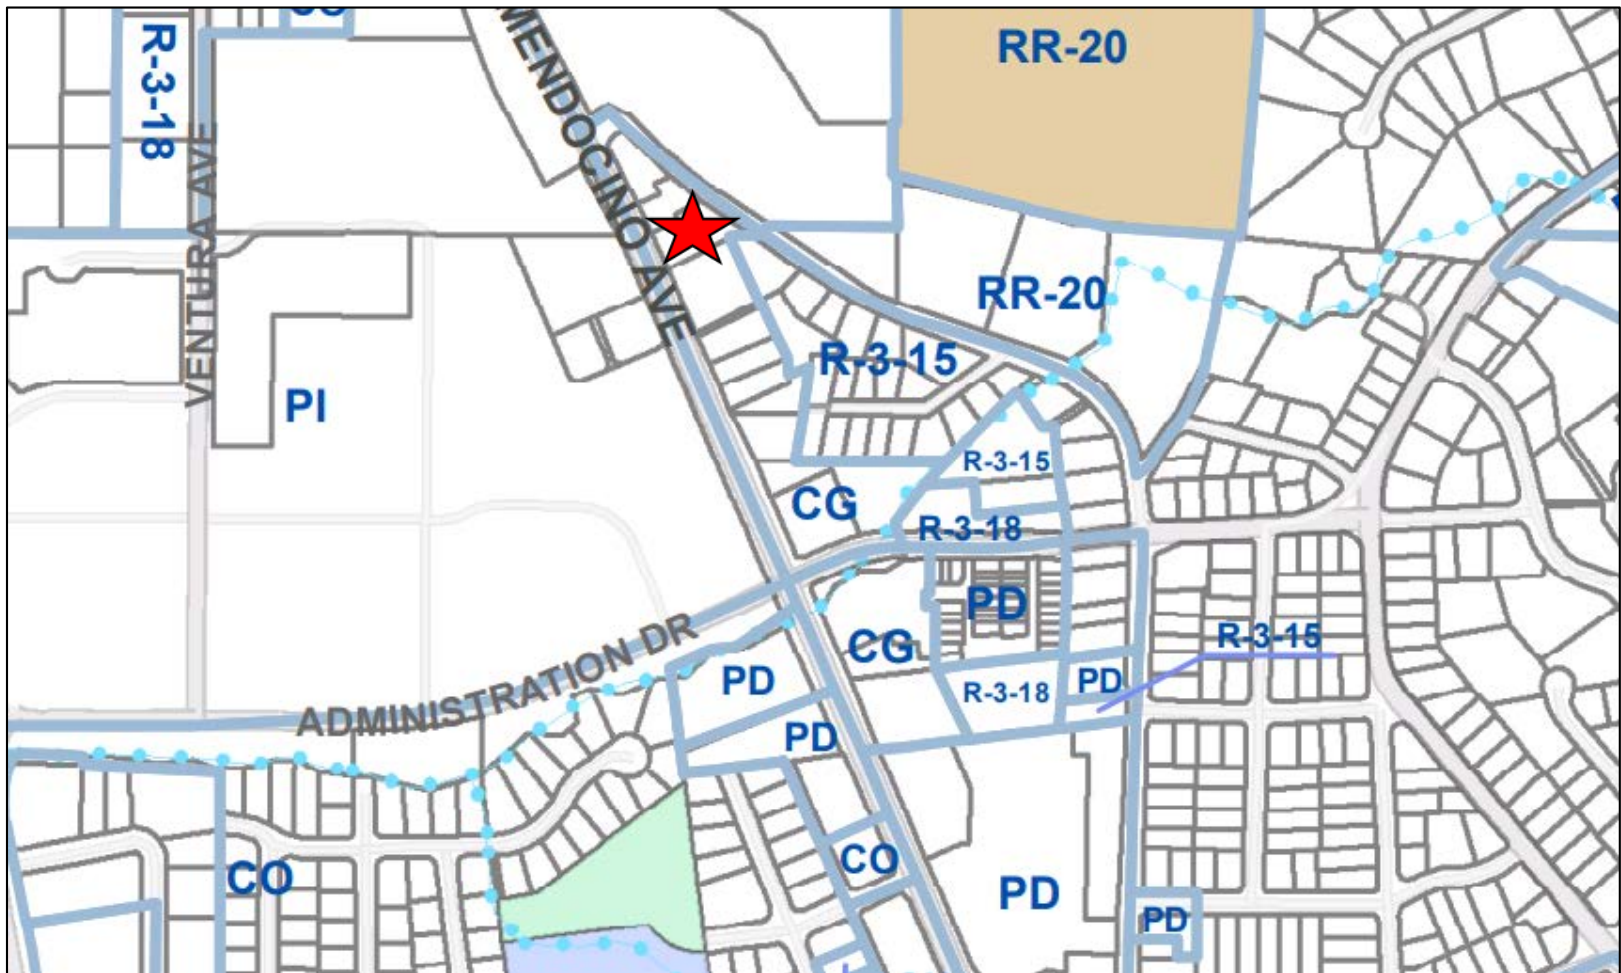 CO
R-3-18
MENDOCINO AVE
RR-20
VENTURA AVE
RR-20
R-3-15
PI
R-3-15
CG
R-3-18
PD
ADMINISTRATION DR
CG
R-3-15
PD
R-3-18
PD
PD
CO
CO
PD
PD